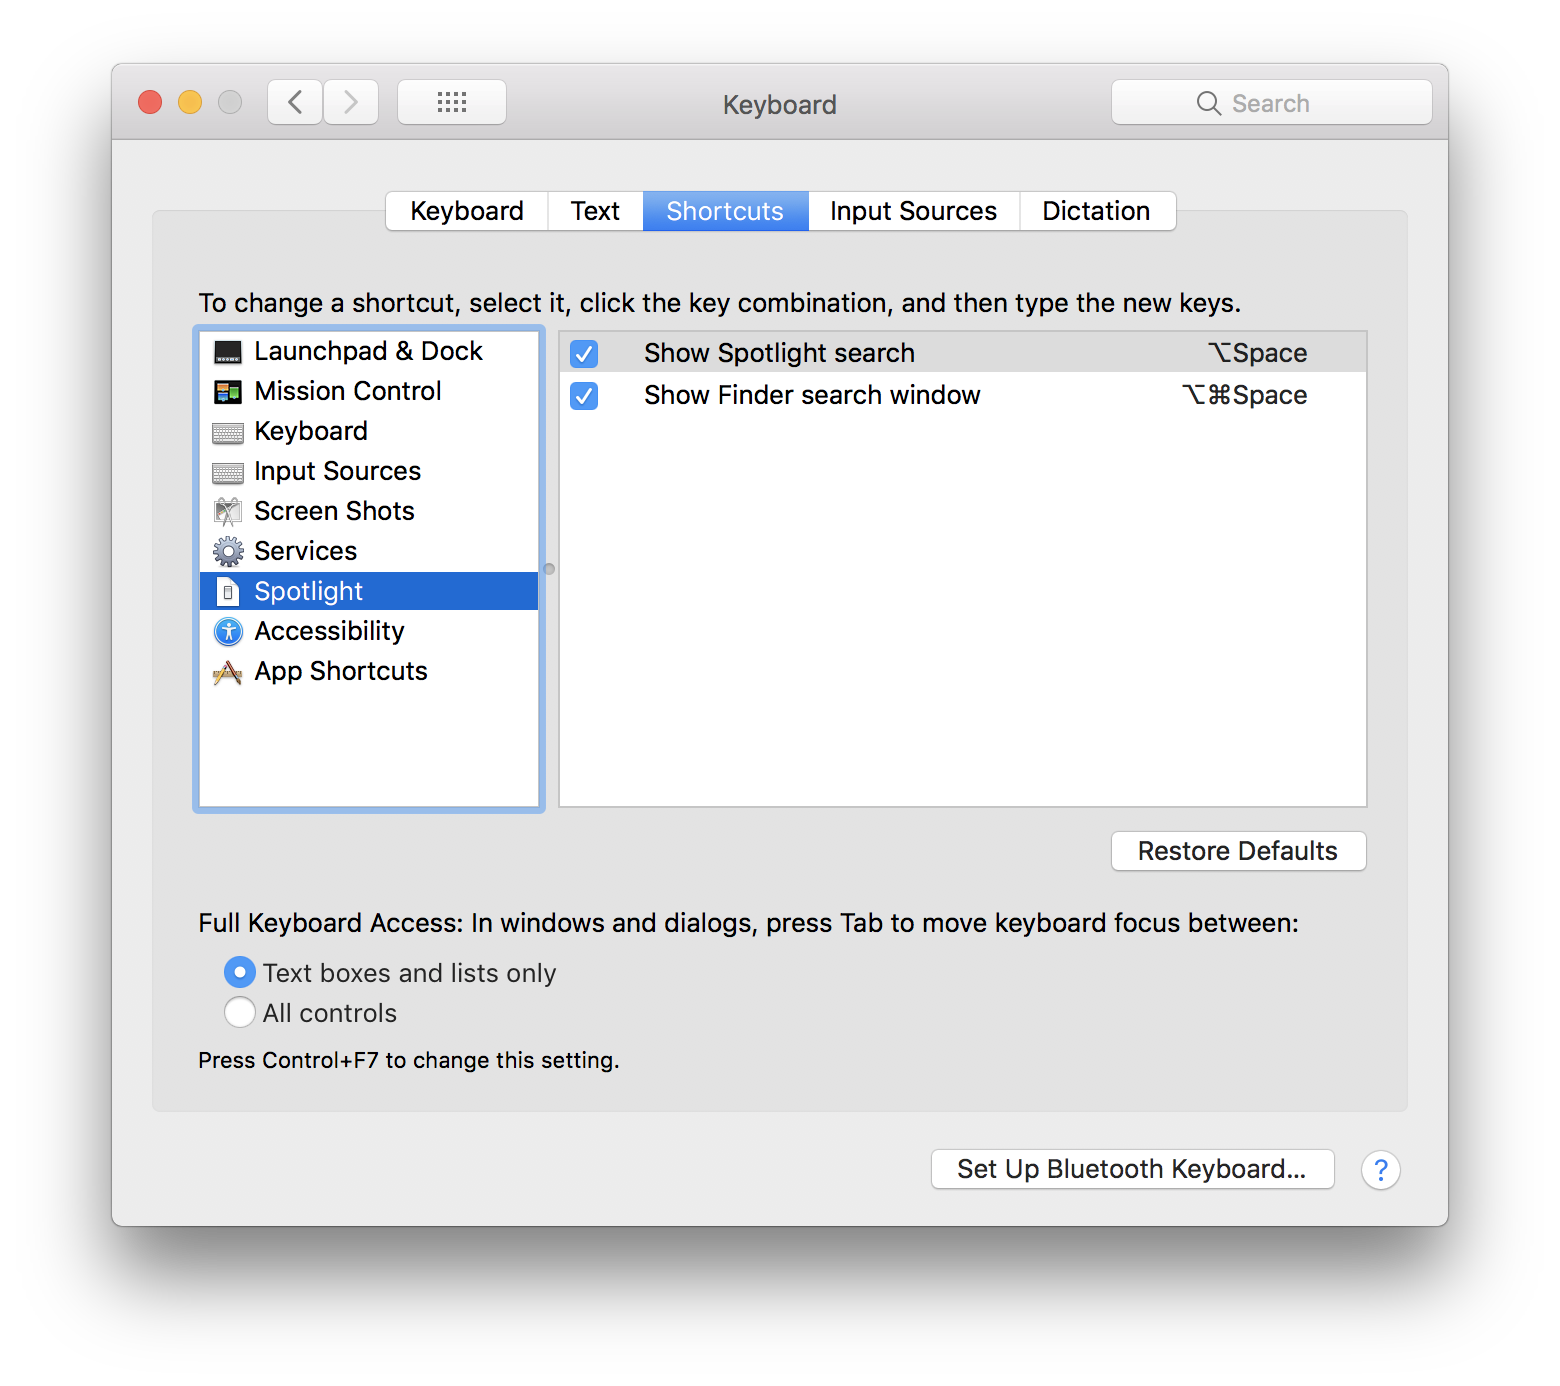 Keyboard
Search
Keyboard Text Shortcuts Input Sources Dictation
To change a shortcut, select it, click the key combination, and then type the new keys.
Launchpad & Dock
Mission Control
Keyboard
Input Sources
Screen Shots
Services
Spotlight
Accessibility
App Shortcuts
Show Spotlight search ⌥Space
Show Finder search window ⌥⌘Space
Restore Defaults
Full Keyboard Access: In windows and dialogs, press Tab to move keyboard focus between:
Text boxes and lists only
All controls
Press Control+F7 to change this setting.
Set Up Bluetooth Keyboard... ?